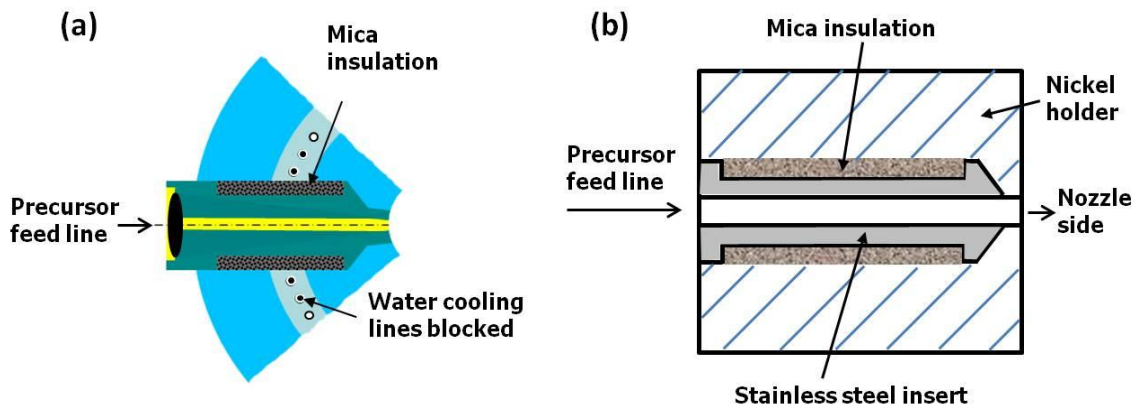 (a)
Mica
insulation
Precursor
feed line
Water cooling
lines blocked
(b)
Mica insulation
Nickel
holder
Precursor
feed line
Nozzle
side
Stainless steel insert